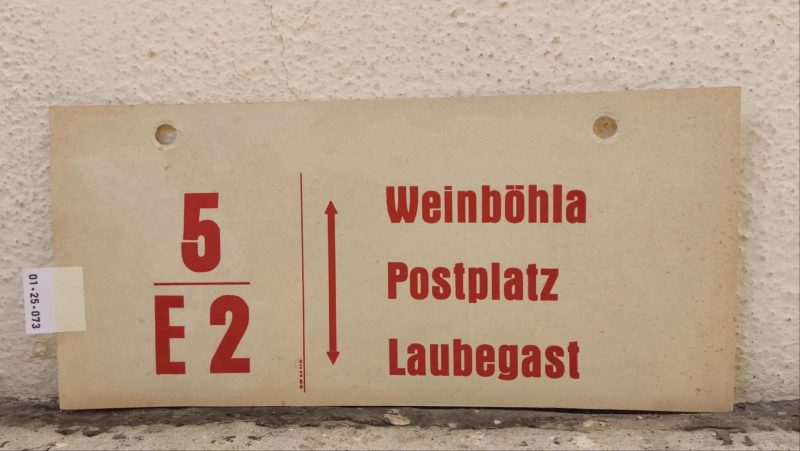 5
E 2
Weinböhla
Postplatz
Laubegast
01·25·073